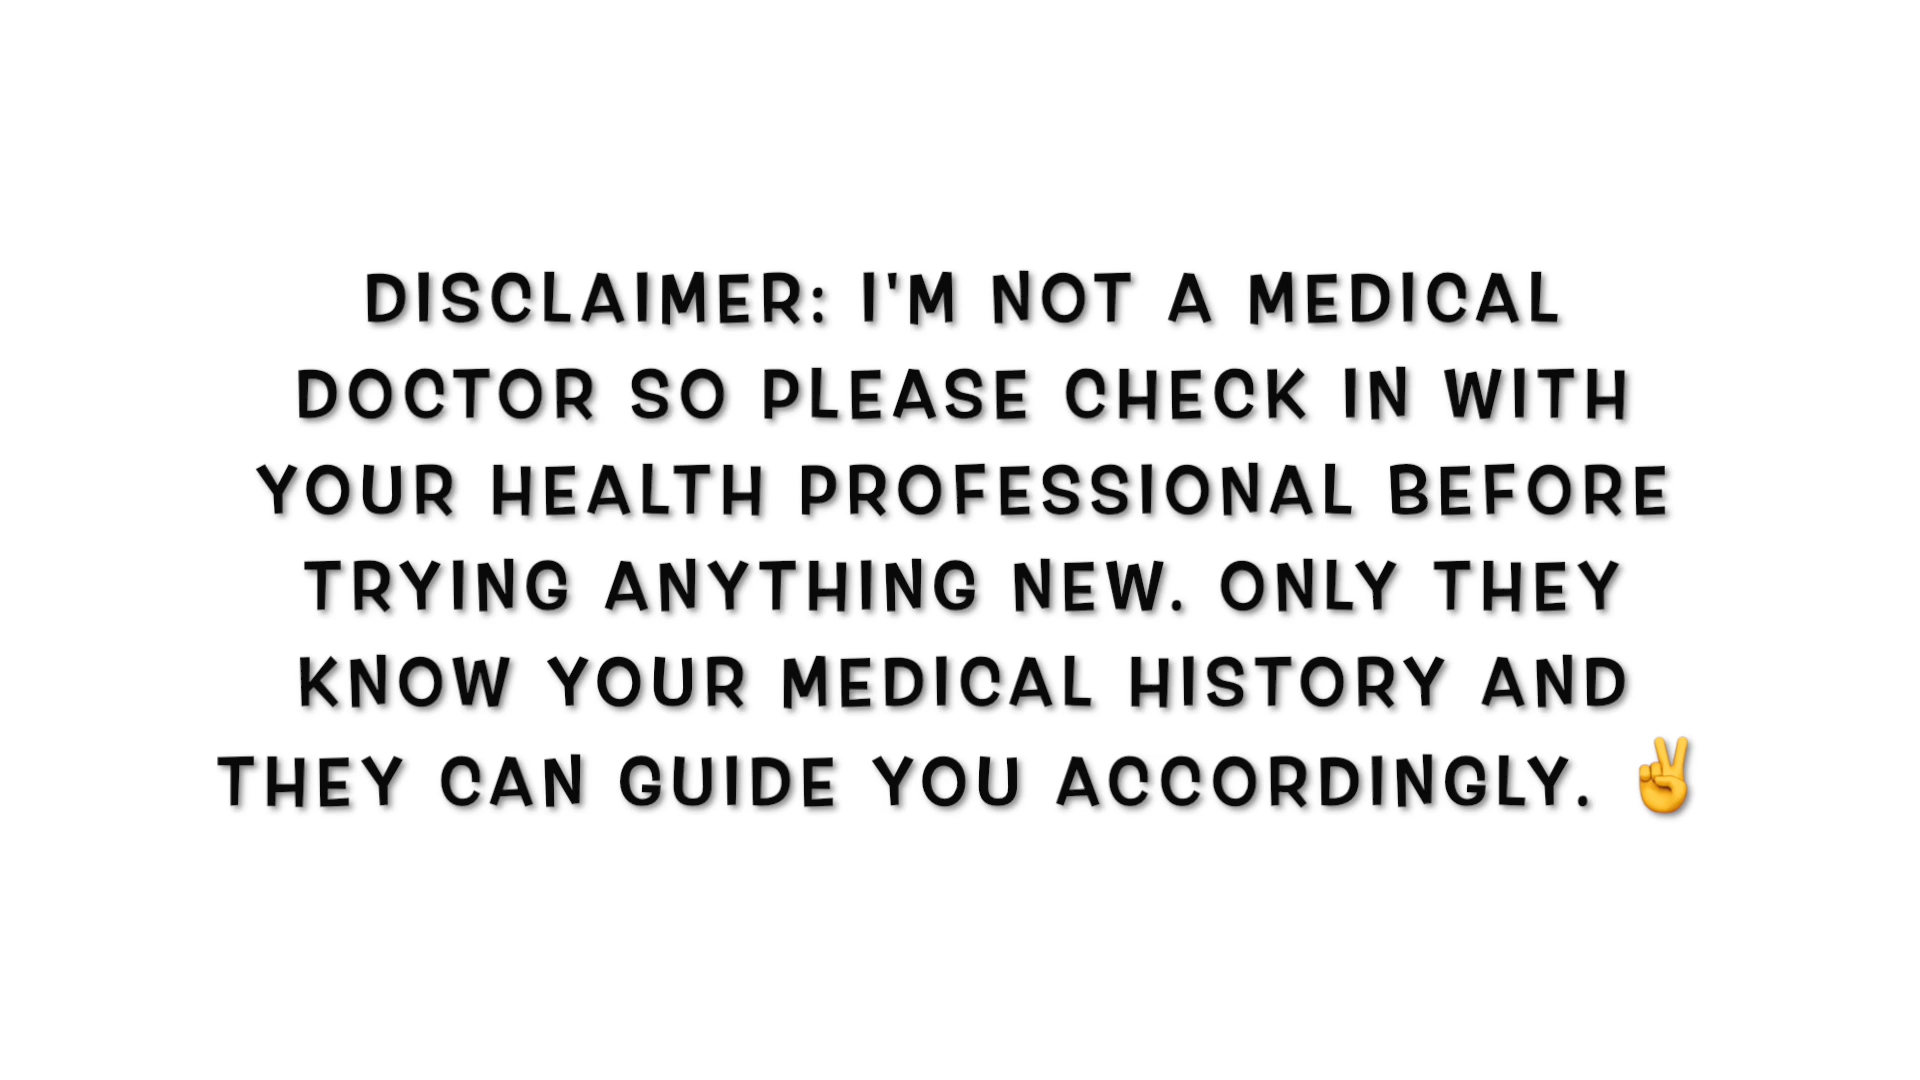 DISCLAIMER: I'M NOT A MEDICAL
DOCTOR SO PLEASE CHECK IN WITH
YOUR HEALTH PROFESSIONAL BEFORE
TRYING ANYTHING NEW. ONLY THEY
KNOW YOUR MEDICAL HISTORY AND
THEY CAN GUIDE YOU ACCORDINGLY. ✌️